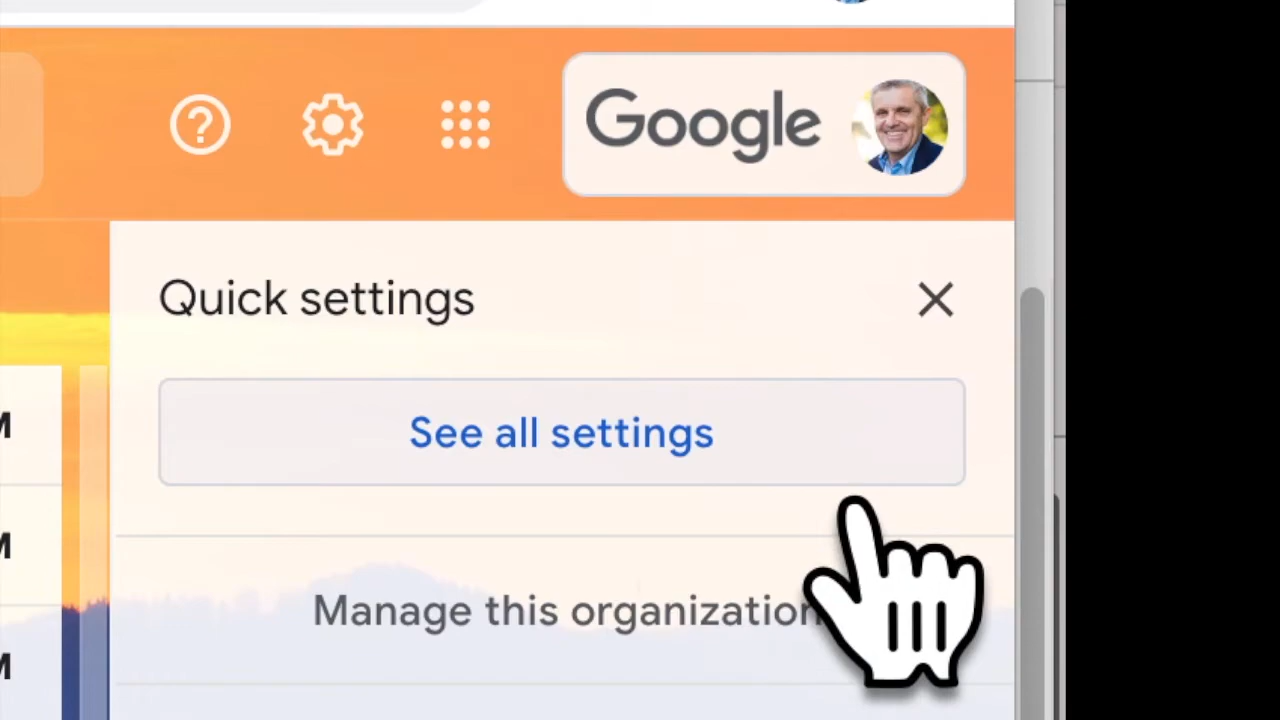 Google
Quick settings
See all settings
M
Manage this organization
M
M